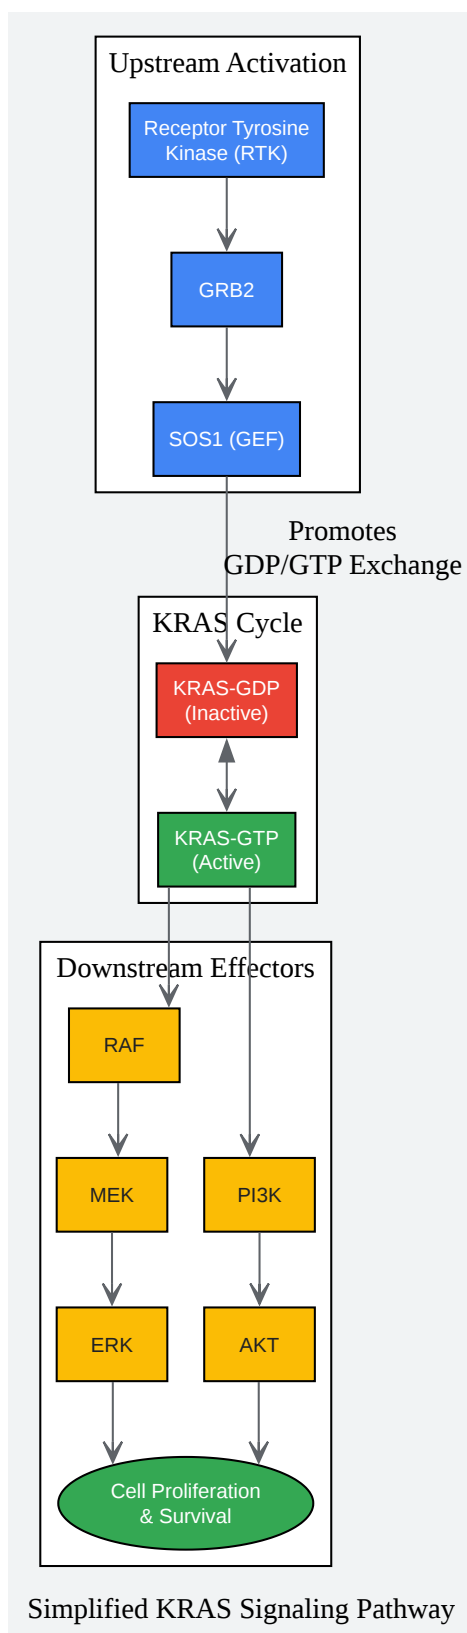 Upstream Activation
Receptor Tyrosine
Kinase (RTK)
GRB2
SOS1 (GEF)
Promotes
GDP/GTP Exchange
KRAS Cycle
KRAS-GDP
(Inactive)
KRAS-GTP
(Active)
Downstream Effectors
RAF
MEK
PI3K
ERK
AKT
Cell Proliferation
& Survival
Simplified KRAS Signaling Pathway